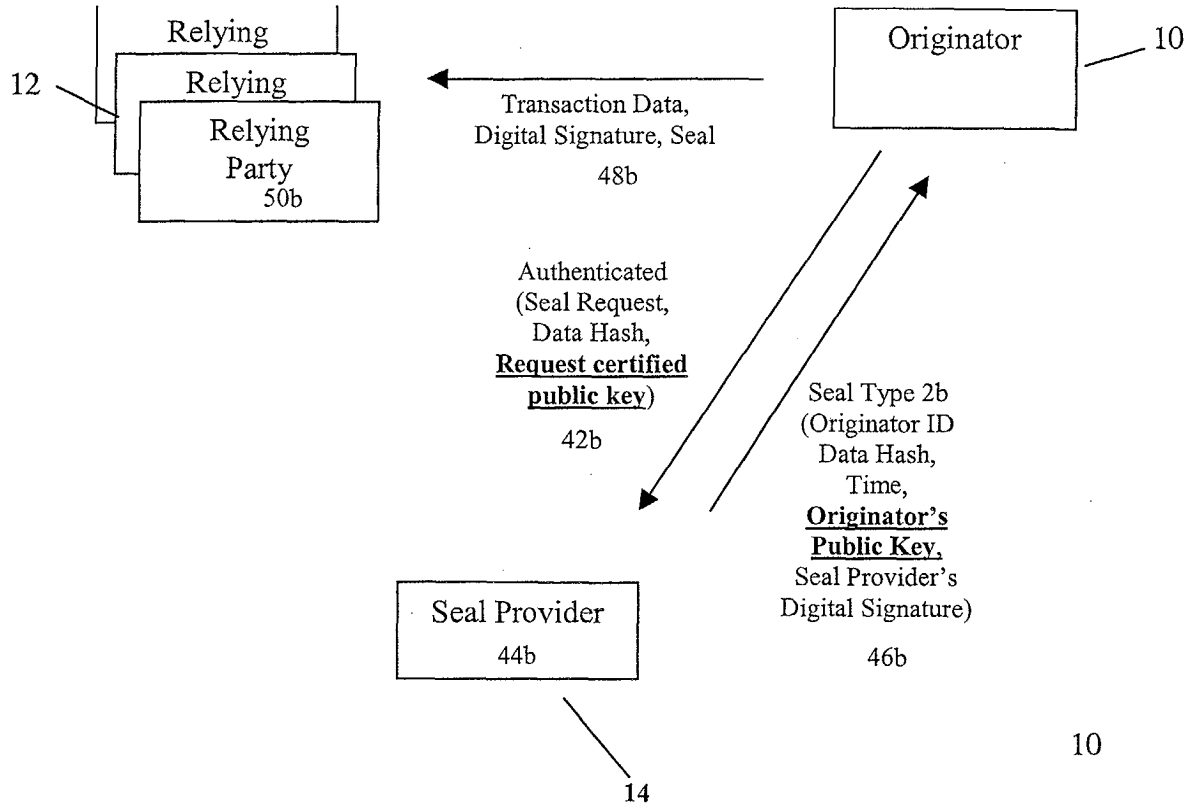 Relying
Relying
Relying
Party
50b
12
Originator
10
Transaction Data,
Digital Signature, Seal
48b
Authenticated
(Seal Request,
Data Hash,
Request certified
public key)
42b
Seal Type 2b
(Originator ID
Data Hash,
Time,
Originator's
Public Key,
Seal Provider's
Digital Signature)
46b
Seal Provider
44b
14
10